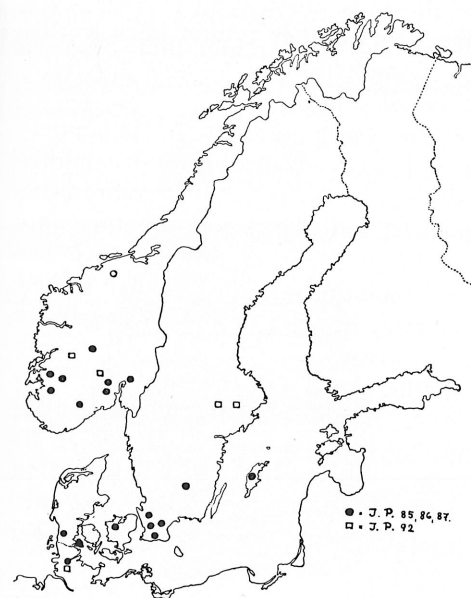 ● = J. P. 85, 86, 87.
□ = J. P. 92